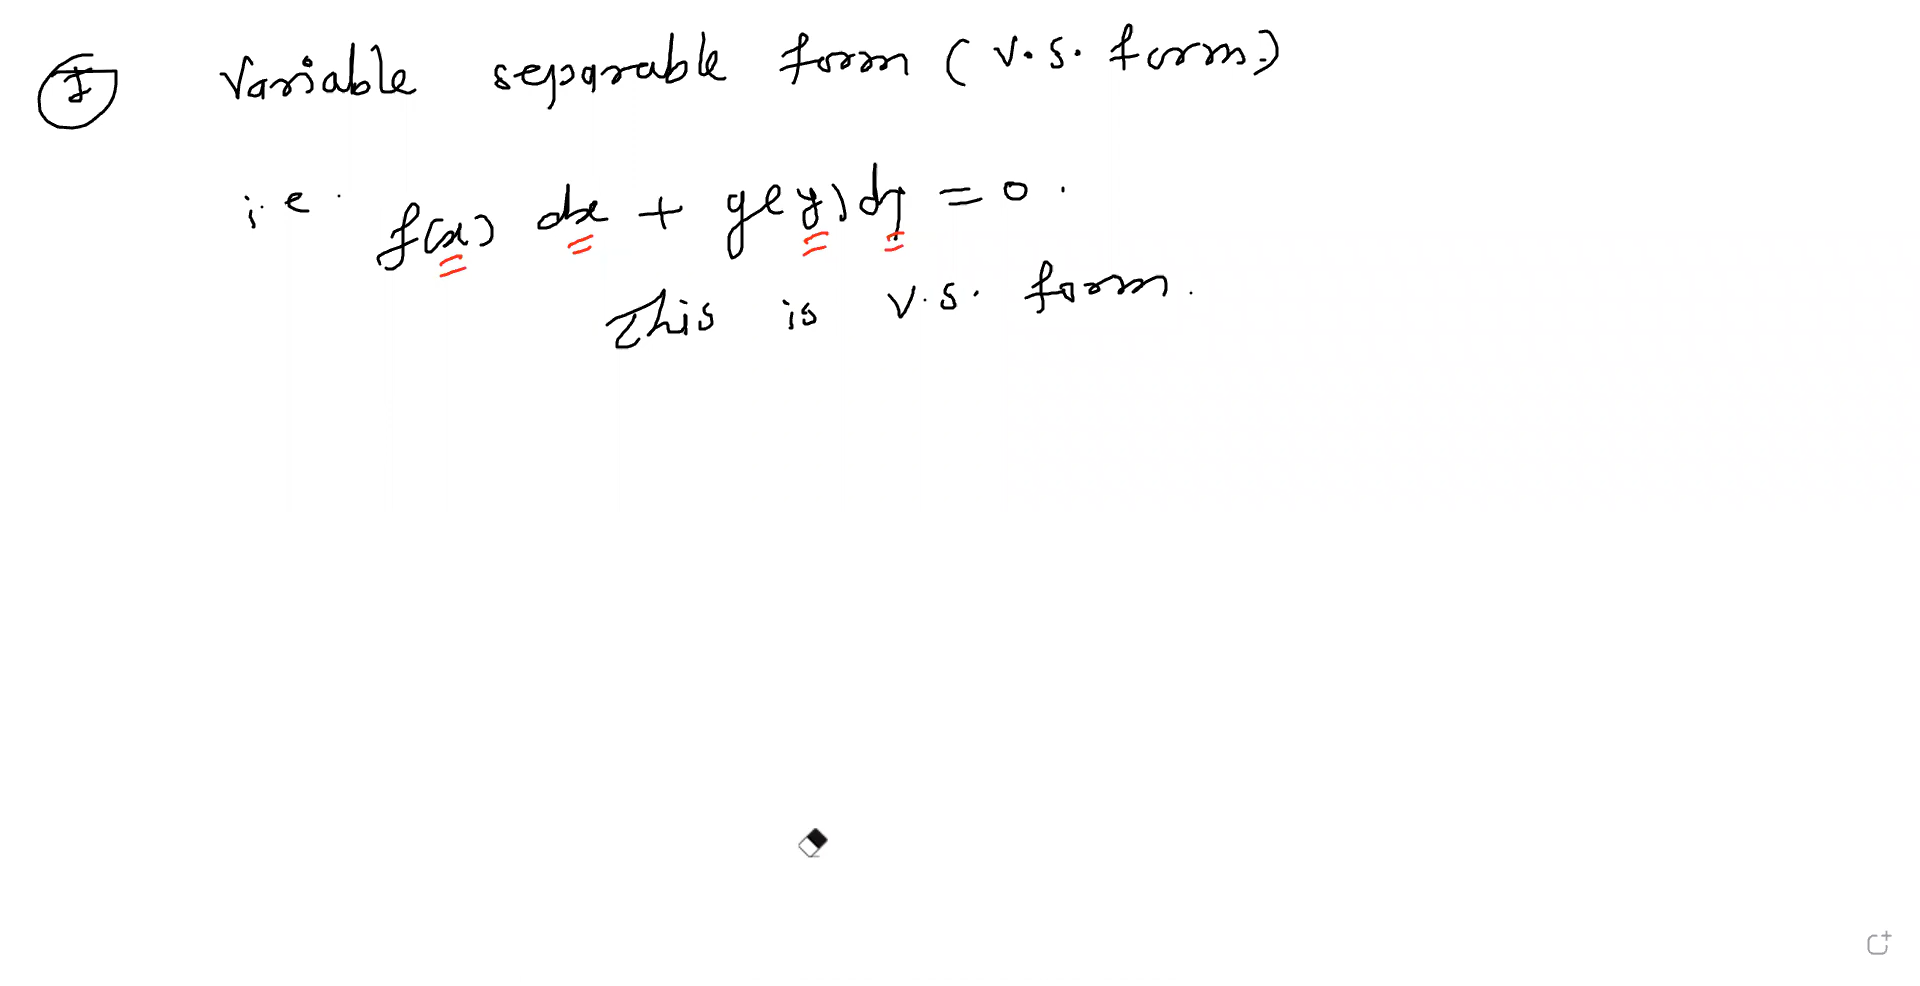 I Variable separable form (v.s. form)
i.e. f(x) dx + g(y)dy = 0.
This is v.s. form.